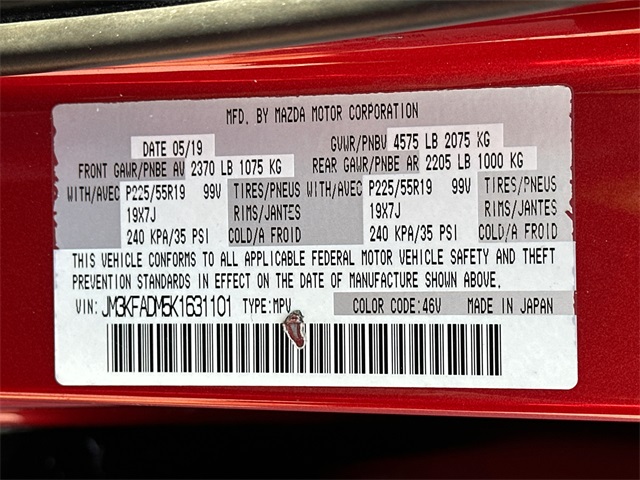 MFD. BY MAZDA MOTOR CORPORATION
DATE 05/19 GVWR/PNBV 4575 LB 2075 KG
FRONT GAWR/PNBE AV 2370 LB 1075 KG REAR GAWR/PNBE AR 2205 LB 1000 KG
WITH/AVEC P225/55R19 99V TIRES/PNEUS WITH/AVEC P225/55R19 99V TIRES/PNEUS
19X7J RIMS/JANTES 19X7J RIMS/JANTES
240 KPA/35 PSI COLD/A FROID 240 KPA/35 PSI COLD/A FROID
THIS VEHICLE CONFORMS TO ALL APPLICABLE FEDERAL MOTOR VEHICLE SAFETY AND THEFT
PREVENTION STANDARDS IN EFFECT ON THE DATE OF MANUFACTURE SHOWN ABOVE.
VIN: JM3KFADM5K1631101 TYPE:MPV COLOR CODE:46V MADE IN JAPAN